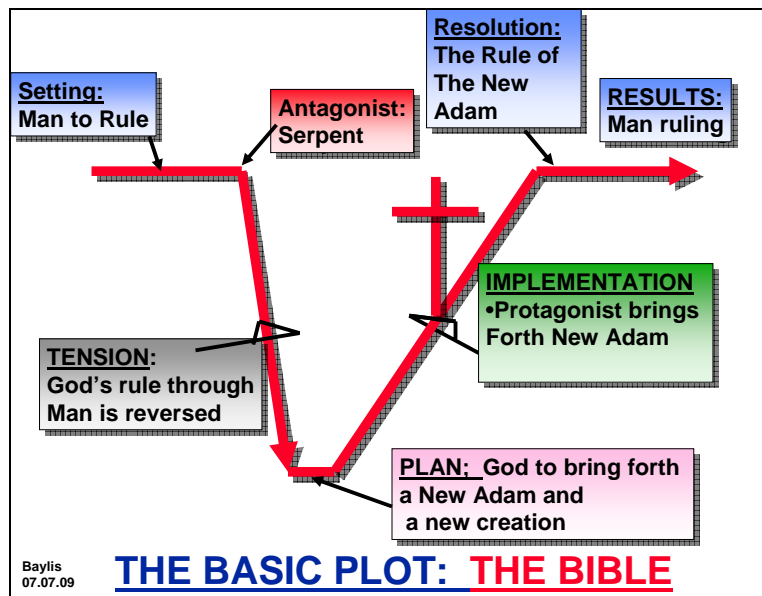 Setting:
Man to Rule
Antagonist:
Serpent
Resolution:
The Rule of
The New
Adam
RESULTS:
Man ruling
TENSION:
God's rule through
Man is reversed
PLAN; God to bring forth
a New Adam and
a new creation
IMPLEMENTATION
•Protagonist brings
Forth New Adam
Baylis
07.07.09
THE BASIC PLOT: THE BIBLE